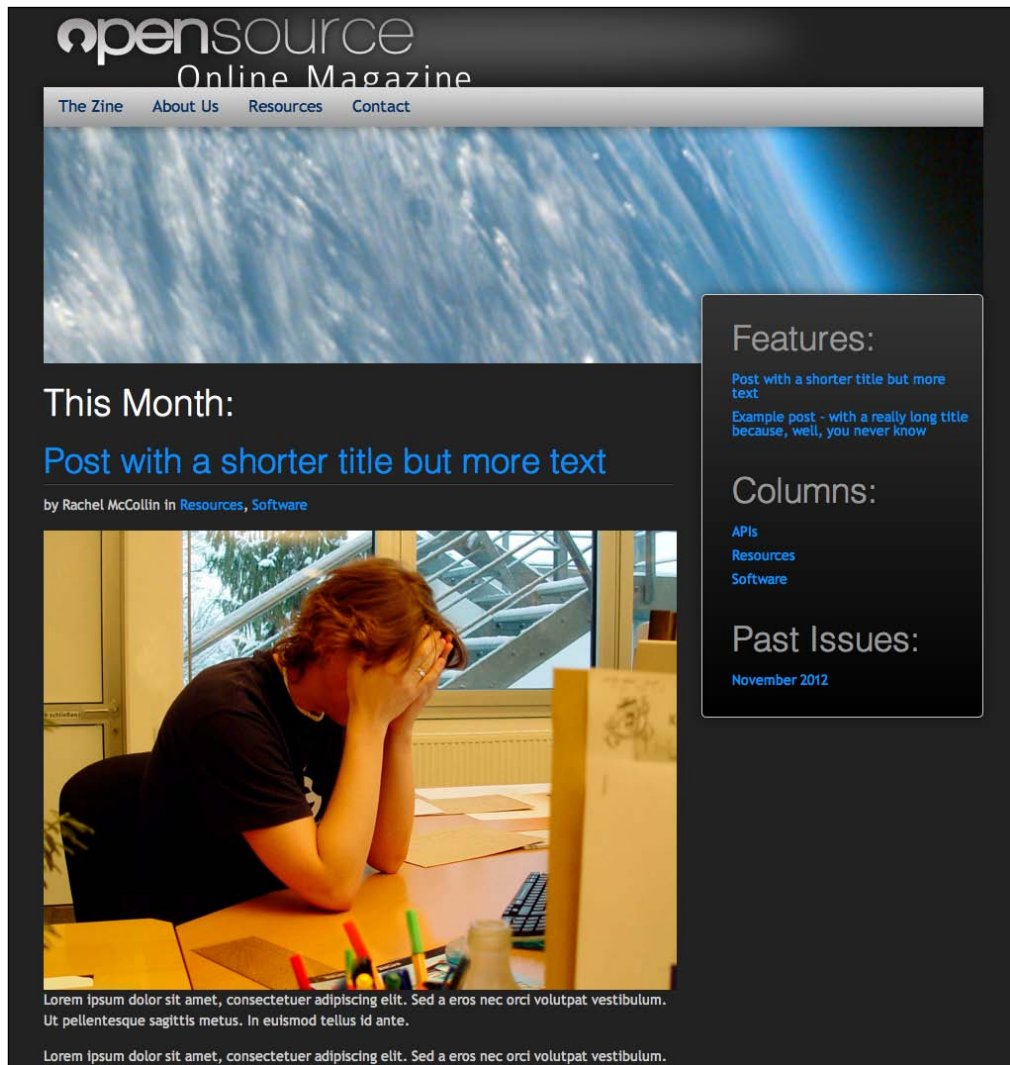 opensource
Online Magazine
The Zine About Us Resources Contact
This Month:
Post with a shorter title but more text
by Rachel McCollin in Resources, Software
Lorem ipsum dolor sit amet, consectetuer adipiscing elit. Sed a eros nec orci volutpat vestibulum.
Ut pellentesque sagittis metus. In euismod tellus id ante.
Lorem ipsum dolor sit amet, consectetuer adipiscing elit. Sed a eros nec orci volutpat vestibulum.
Features:
Post with a shorter title but more
text
Example post - with a really long title
because, well, you never know
Columns:
APIs
Resources
Software
Past Issues:
November 2012